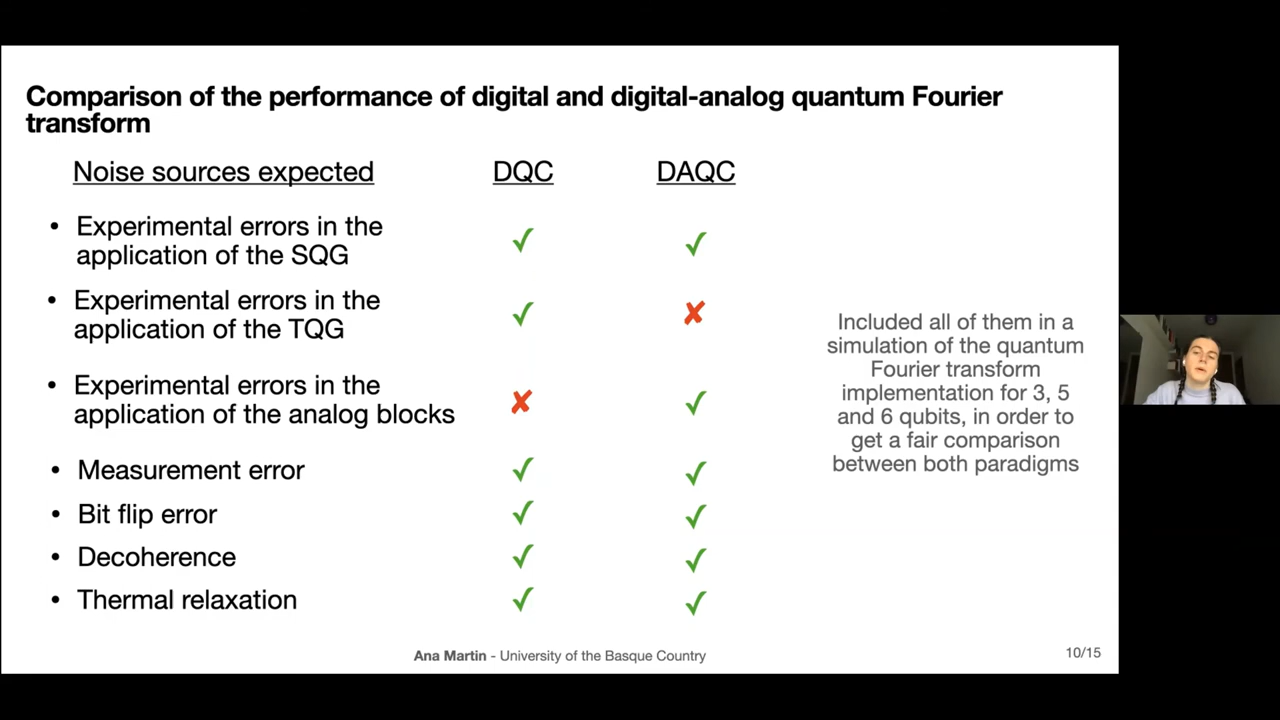 Comparison of the performance of digital and digital-analog quantum Fourier
transform
Noise sources expected DQC DAQC
• Experimental errors in the
application of the SQG ✓ ✓
• Experimental errors in the
application of the TQG ✓ ✘
• Experimental errors in the
application of the analog blocks ✘ ✓
• Measurement error ✓ ✓
• Bit flip error ✓ ✓
• Decoherence ✓ ✓
• Thermal relaxation ✓ ✓
Included all of them in a
simulation of the quantum
Fourier transform
implementation for 3, 5
and 6 qubits, in order to
get a fair comparison
between both paradigms
Ana Martin - University of the Basque Country
10/15